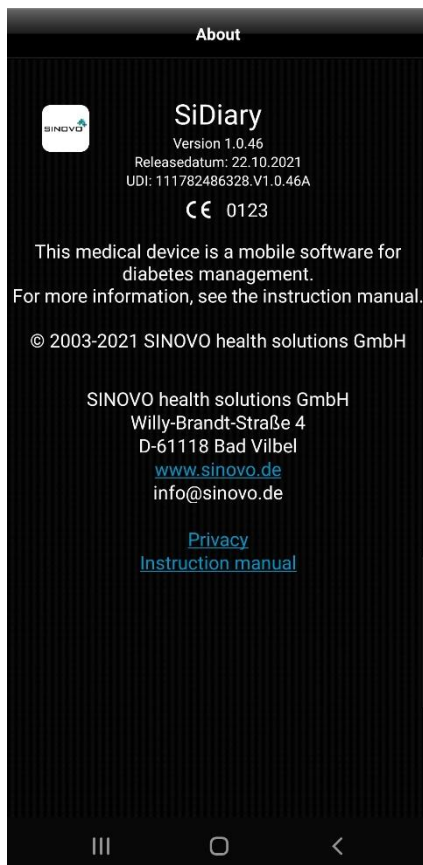 About
SINOVO
SiDiary
Version 1.0.46
Releasedatum: 22.10.2021
UDI: 111782486328.V1.0.46A
CE 0123
This medical device is a mobile software for
diabetes management.
For more information, see the instruction manual.
© 2003-2021 SINOVO health solutions GmbH
SINOVO health solutions GmbH
Willy-Brandt-Straße 4
D-61118 Bad Vilbel
www.sinovo.de
info@sinovo.de
Privacy
Instruction manual